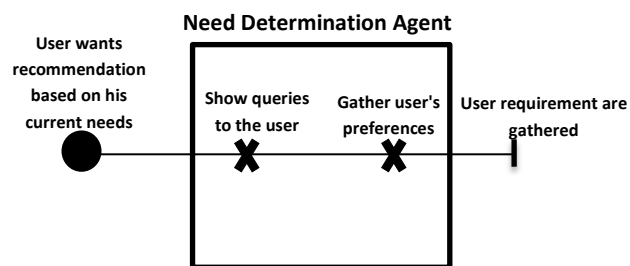 Need Determination Agent
User wants
recommendation
based on his
current needs
Show queries
to the user
Gather user's
preferences
User requirement are
gathered